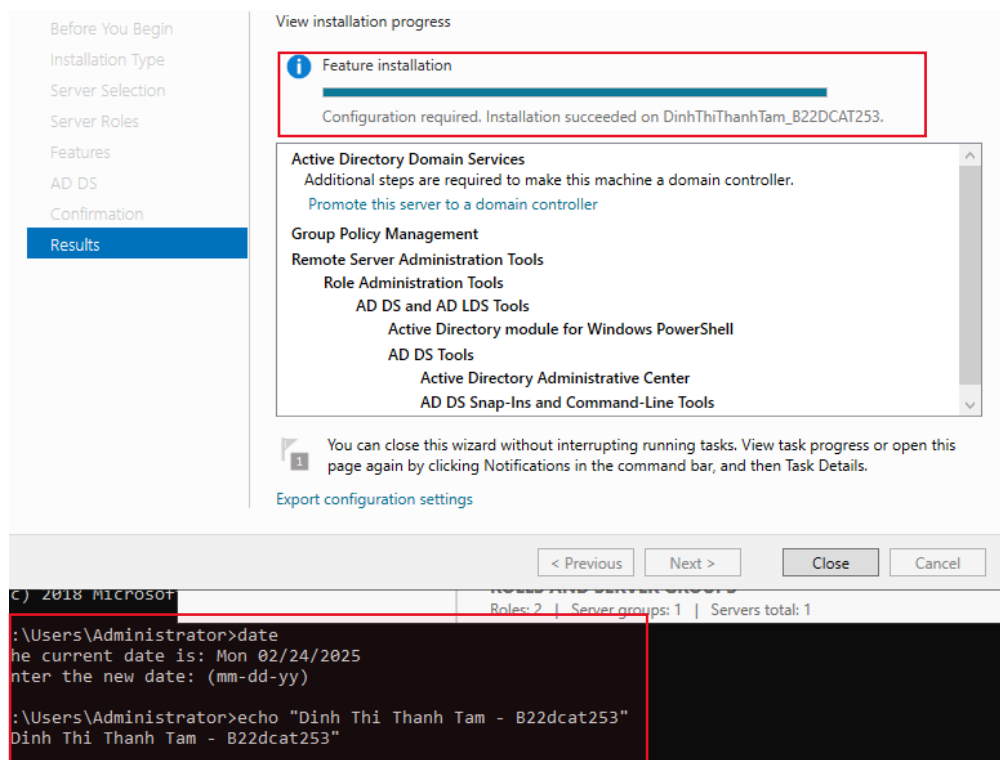 Before You Begin
Installation Type
Server Selection
Server Roles
Features
AD DS
Confirmation
Results
View installation progress
Feature installation
Configuration required. Installation succeeded on DinhThiThanhTam_B22DCAT253.
Active Directory Domain Services
Additional steps are required to make this machine a domain controller.
Promote this server to a domain controller
Group Policy Management
Remote Server Administration Tools
Role Administration Tools
AD DS and AD LDS Tools
Active Directory module for Windows PowerShell
AD DS Tools
Active Directory Administrative Center
AD DS Snap-Ins and Command-Line Tools
1
You can close this wizard without interrupting running tasks. View task progress or open this
page again by clicking Notifications in the command bar, and then Task Details.
Export configuration settings
< Previous
Next >
Close
Cancel
c) 2018 Microsof
ROLES AND SERVER GROUPS
Roles: 2 | Server groups: 1 | Servers total: 1
:\Users\Administrator>date
he current date is: Mon 02/24/2025
nter the new date: (mm-dd-yy)
:\Users\Administrator>echo "Dinh Thi Thanh Tam - B22dcat253"
Dinh Thi Thanh Tam - B22dcat253"